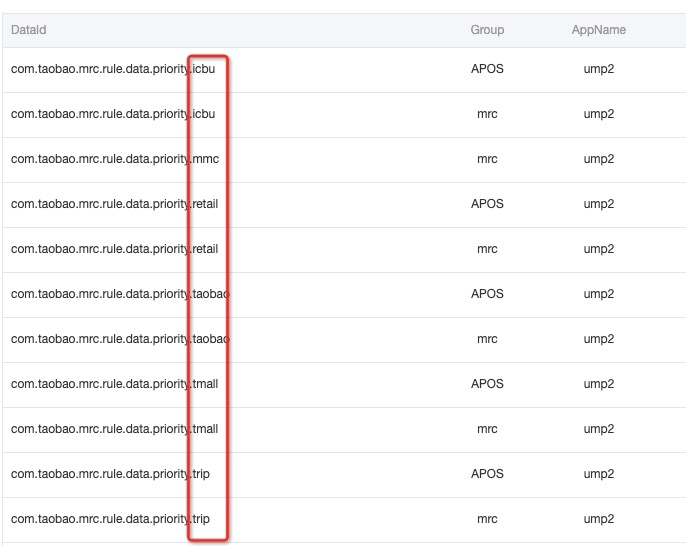 DataId Group AppName
com.taobao.mrc.rule.data.priority.icbu APOS ump2
com.taobao.mrc.rule.data.priority.icbu mrc ump2
com.taobao.mrc.rule.data.priority.mmc mrc ump2
com.taobao.mrc.rule.data.priority.retail APOS ump2
com.taobao.mrc.rule.data.priority.retail mrc ump2
com.taobao.mrc.rule.data.priority.taobao APOS ump2
com.taobao.mrc.rule.data.priority.taobao mrc ump2
com.taobao.mrc.rule.data.priority.tmall APOS ump2
com.taobao.mrc.rule.data.priority.tmall mrc ump2
com.taobao.mrc.rule.data.priority.trip APOS ump2
com.taobao.mrc.rule.data.priority.trip mrc ump2